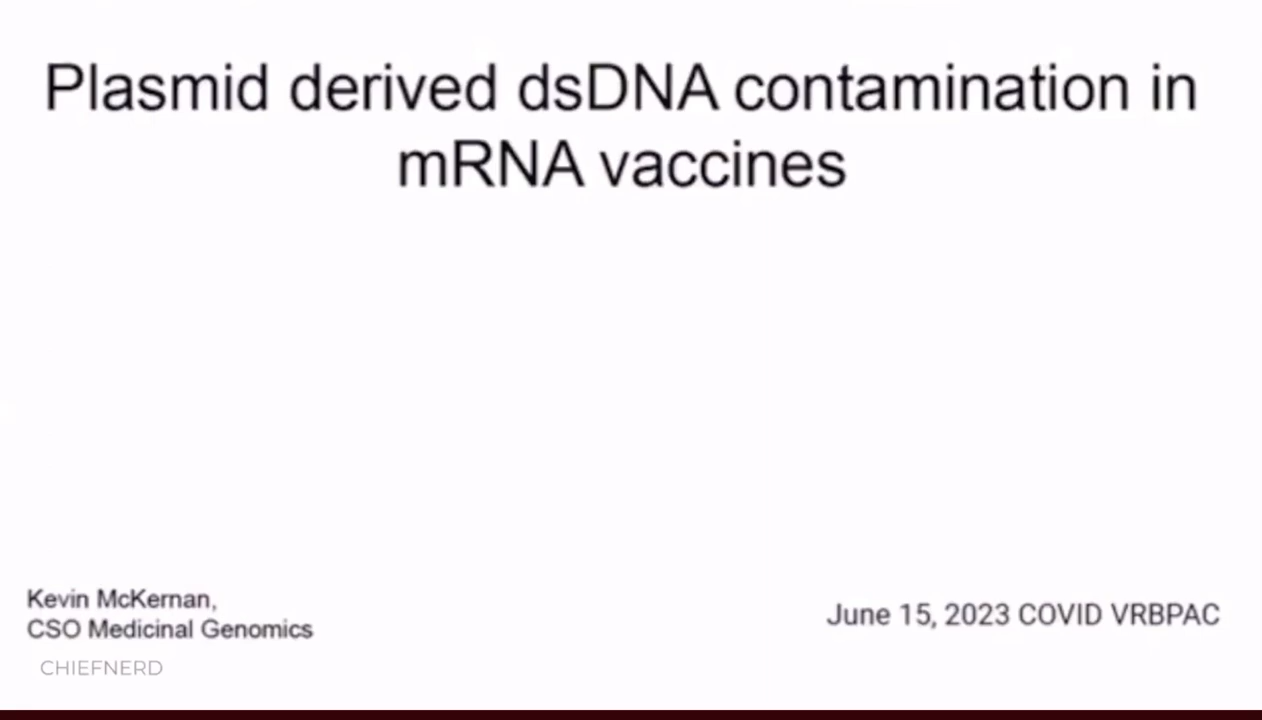 Plasmid derived dsDNA contamination in
mRNA vaccines
Kevin McKernan,
CSO Medicinal Genomics
June 15, 2023 COVID VRBPAC
CHIEFNERD